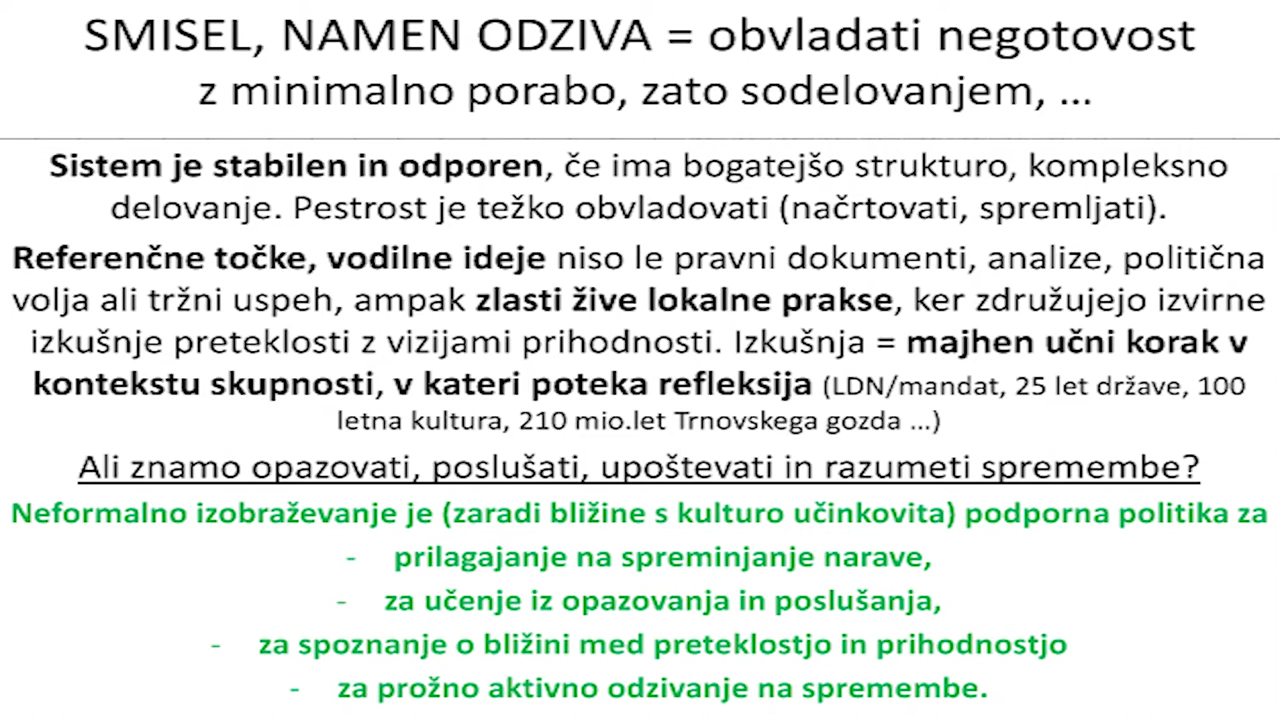 SMISEL, NAMEN ODZIVA = obvladati negotovost
z minimalno porabo, zato sodelovanjem, ...
Sistem je stabilen in odporen, če ima bogatejšo strukturo, kompleksno
delovanje. Pestrost je težko obvladovati (načrtovati, spremljati).
Referenčne točke, vodilne ideje niso le pravni dokumenti, analize, politična
volja ali tržni uspeh, ampak zlasti žive lokalne prakse, ker združujejo izvirne
izkušnje preteklosti z vizijami prihodnosti. Izkušnja = majhen učni korak v
kontekstu skupnosti, v kateri poteka refleksija (LDN/mandat, 25 let države, 100
letna kultura, 210 mio.let Trnovskega gozda ...)
Ali znamo opazovati, poslušati, upoštevati in razumeti spremembe?
Neformalno izobraževanje je (zaradi bližine s kulturo učinkovita) podporna politika za
- prilagajanje na spreminjanje narave,
- za učenje iz opazovanja in poslušanja,
- za spoznanje o bližini med preteklostjo in prihodnostjo
- za prožno aktivno odzivanje na spremembe.